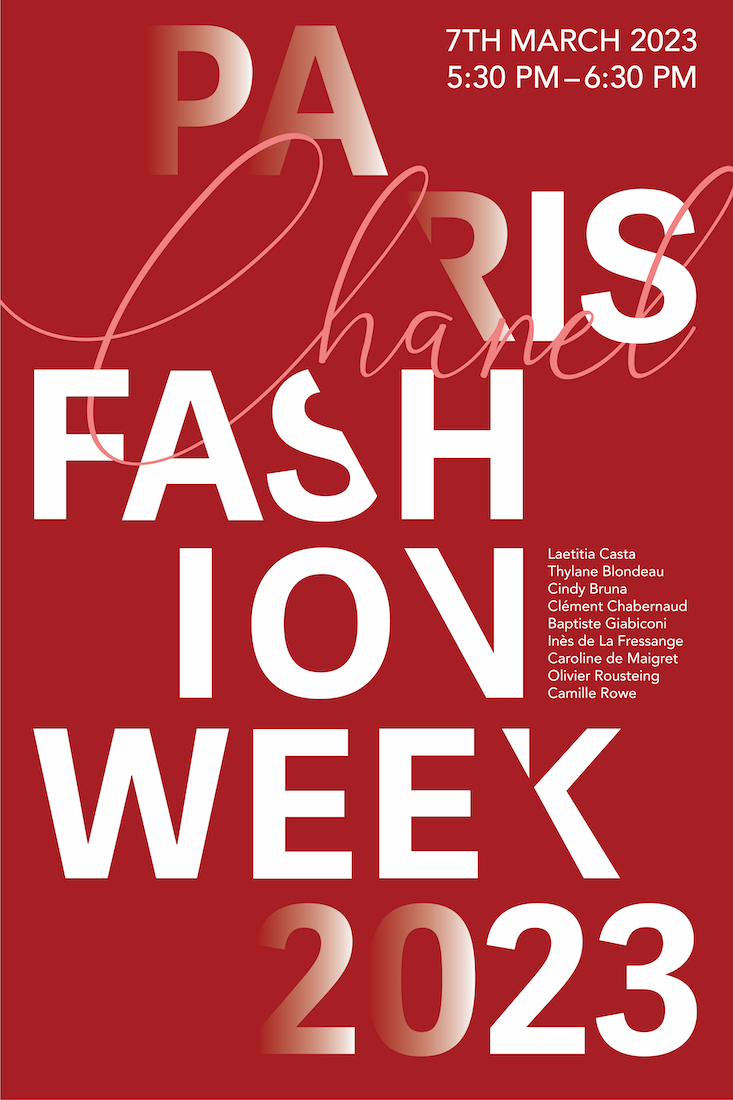 7TH MARCH 2023
5:30 PM–6:30 PM
PA
RIS
Chanel
FASH
ION
Laetitia Casta
Thylane Blondeau
Cindy Bruna
Clément Chabernaud
Baptiste Giabiconi
Inès de La Fressange
Caroline de Maigret
Olivier Rousteing
Camille Rowe
WEEK
2023